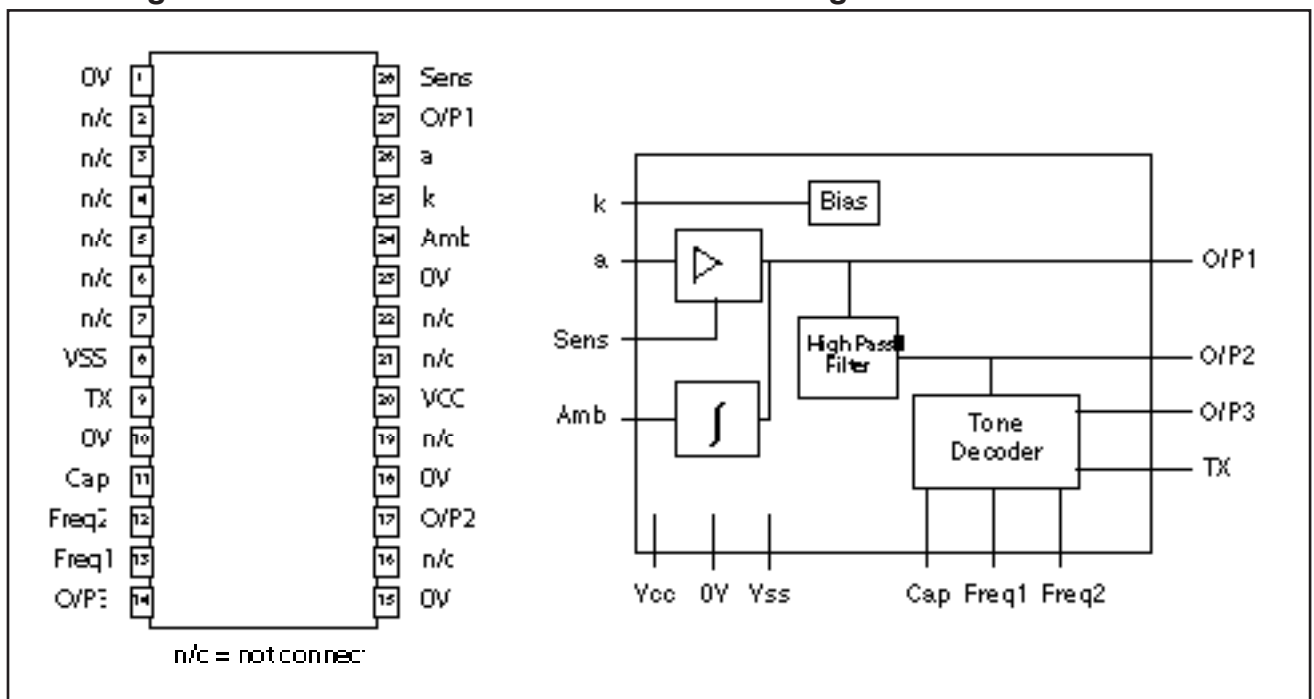 0V 1 28 Sens
n/c 2 27 O/P1
n/c 3 26 a
n/c 4 25 k
n/c 5 24 Amb
n/c 6 23 0V
n/c 7 22 n/c
VSS 8 21 n/c
TX 9 20 VCC
0V 10 19 n/c
Cap 11 18 0V
Freq2 12 17 O/P2
Freq1 13 16 n/c
O/P3 14 15 0V
n/c = not connect
k Bias
a O/P1
Sens High Pass
Filter O/P2
Amb ∫ Tone
Decoder O/P3
TX
Vcc 0V Vss Cap Freq1 Freq2